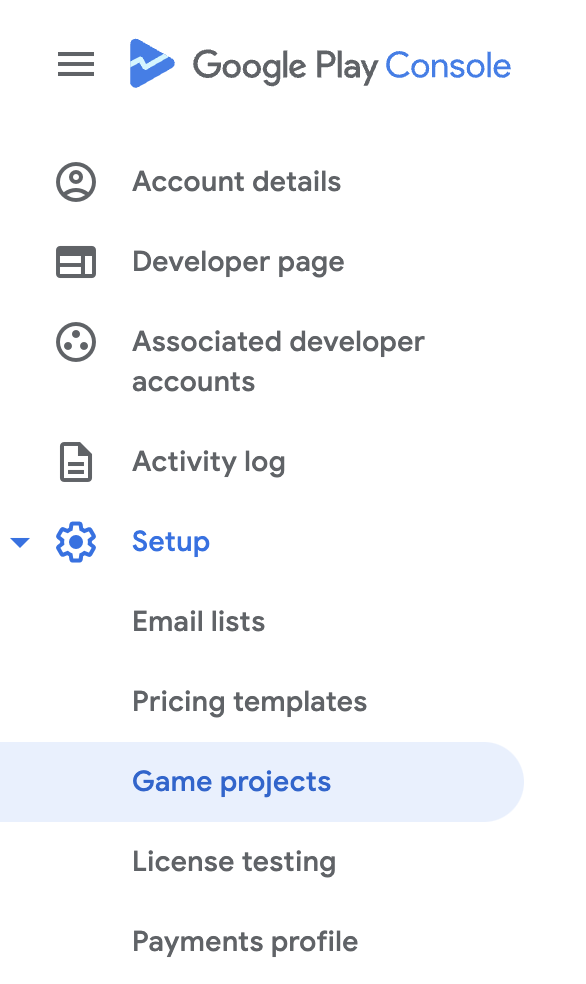 Google Play Console
Account details
Developer page
Associated developer
accounts
Activity log
Setup
Email lists
Pricing templates
Game projects
License testing
Payments profile